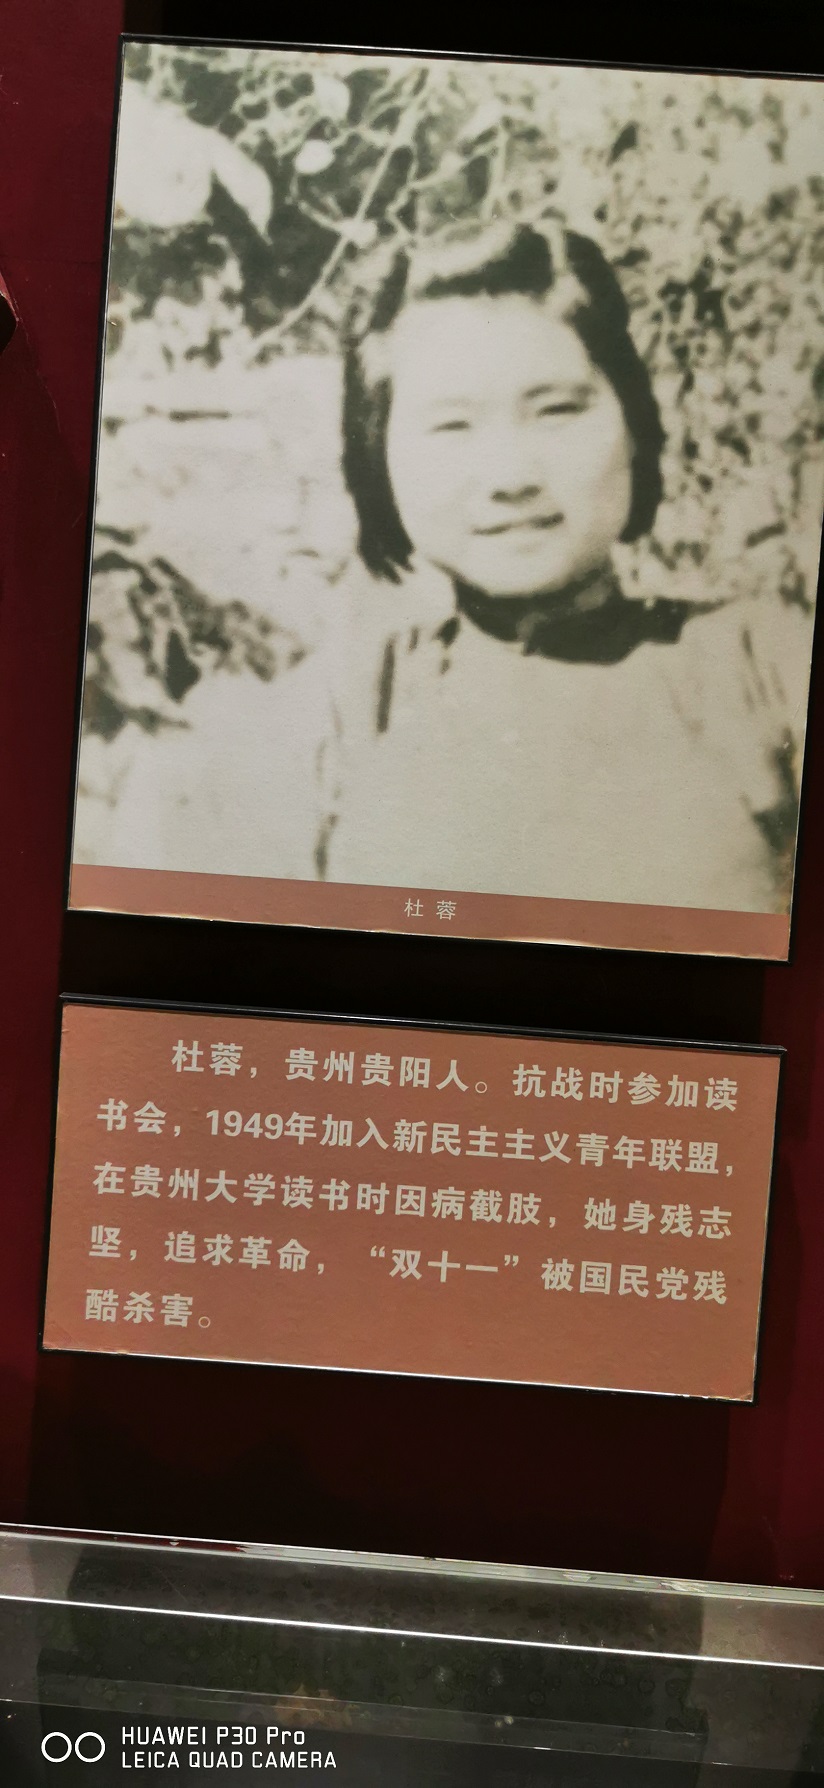 杜蓉
杜蓉，贵州贵阳人。抗战时参加读
书会，1949年加入新民主主义青年联盟，
在贵州大学读书时因病截肢，她身残志
坚，追求革命，“双十一”被国民党残
酷杀害。
HUAWEI P30 Pro
LEICA QUAD CAMERA